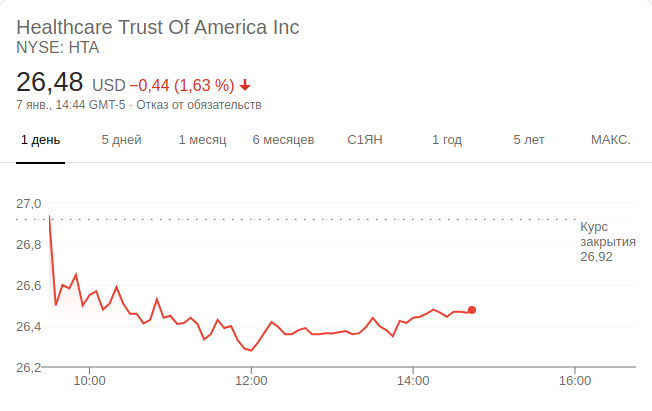 Healthcare Trust Of America Inc
NYSE: HTA
26,48 USD −0,44 (1,63 %)
7 янв., 14:44 GMT-5 · Отказ от обязательств
1 день 5 дней 1 месяц 6 месяцев С1ЯН 1 год 5 лет МАКС.
27,0
Курс
закрытия
26,8
26,92
26,6
26,4
26,2
10:00 12:00 14:00 16:00